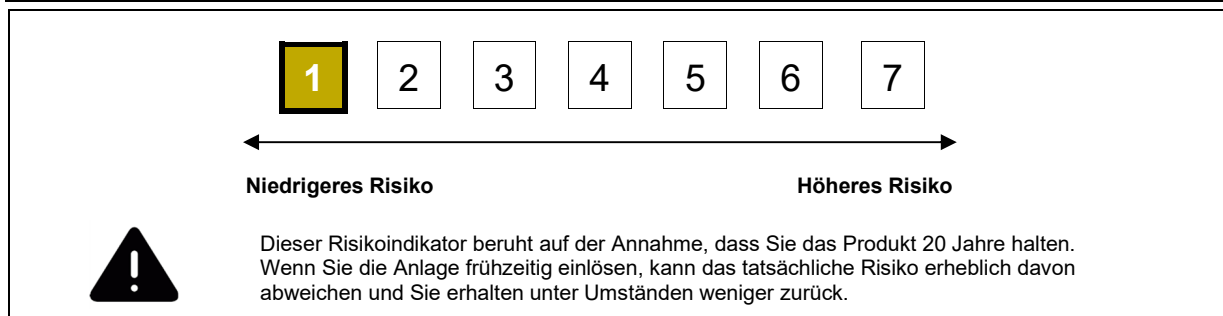 1 2 3 4 5 6 7
Niedrigeres Risiko Höheres Risiko
Dieser Risikoindikator beruht auf der Annahme, dass Sie das Produkt 20 Jahre halten.
Wenn Sie die Anlage frühzeitig einlösen, kann das tatsächliche Risiko erheblich davon
abweichen und Sie erhalten unter Umständen weniger zurück.